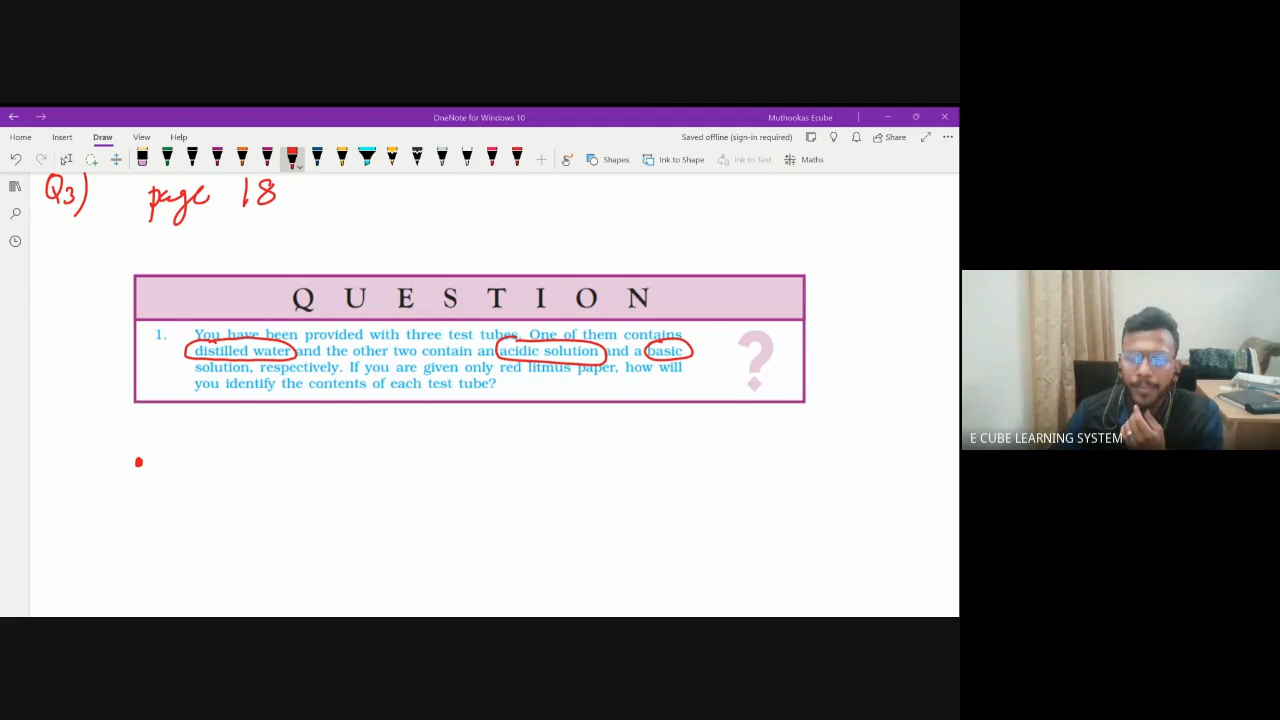 OneNote for Windows 10
Muthookas Ecube
Home Insert Draw View Help
Saved offline (sign-in required)
Share
Shapes
Ink to Shape
Ink to Text
Maths
Q3) page 18
QUESTION
1. You have been provided with three test tubes. One of them contains
distilled water and the other two contain an acidic solution and a basic
solution, respectively. If you are given only red litmus paper, how will
you identify the contents of each test tube?
?
E CUBE LEARNING SYSTEM